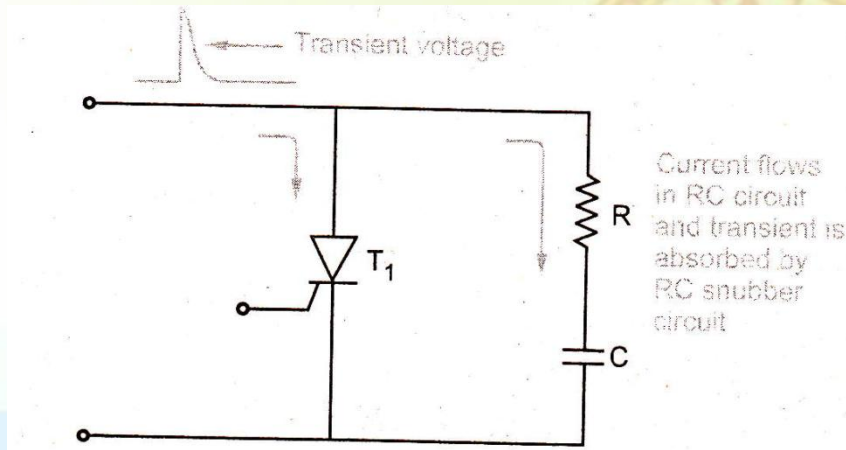 Transient voltage
Current flows
in RC circuit
and transient is
absorbed by
RC snubber
circuit
R
T1
C